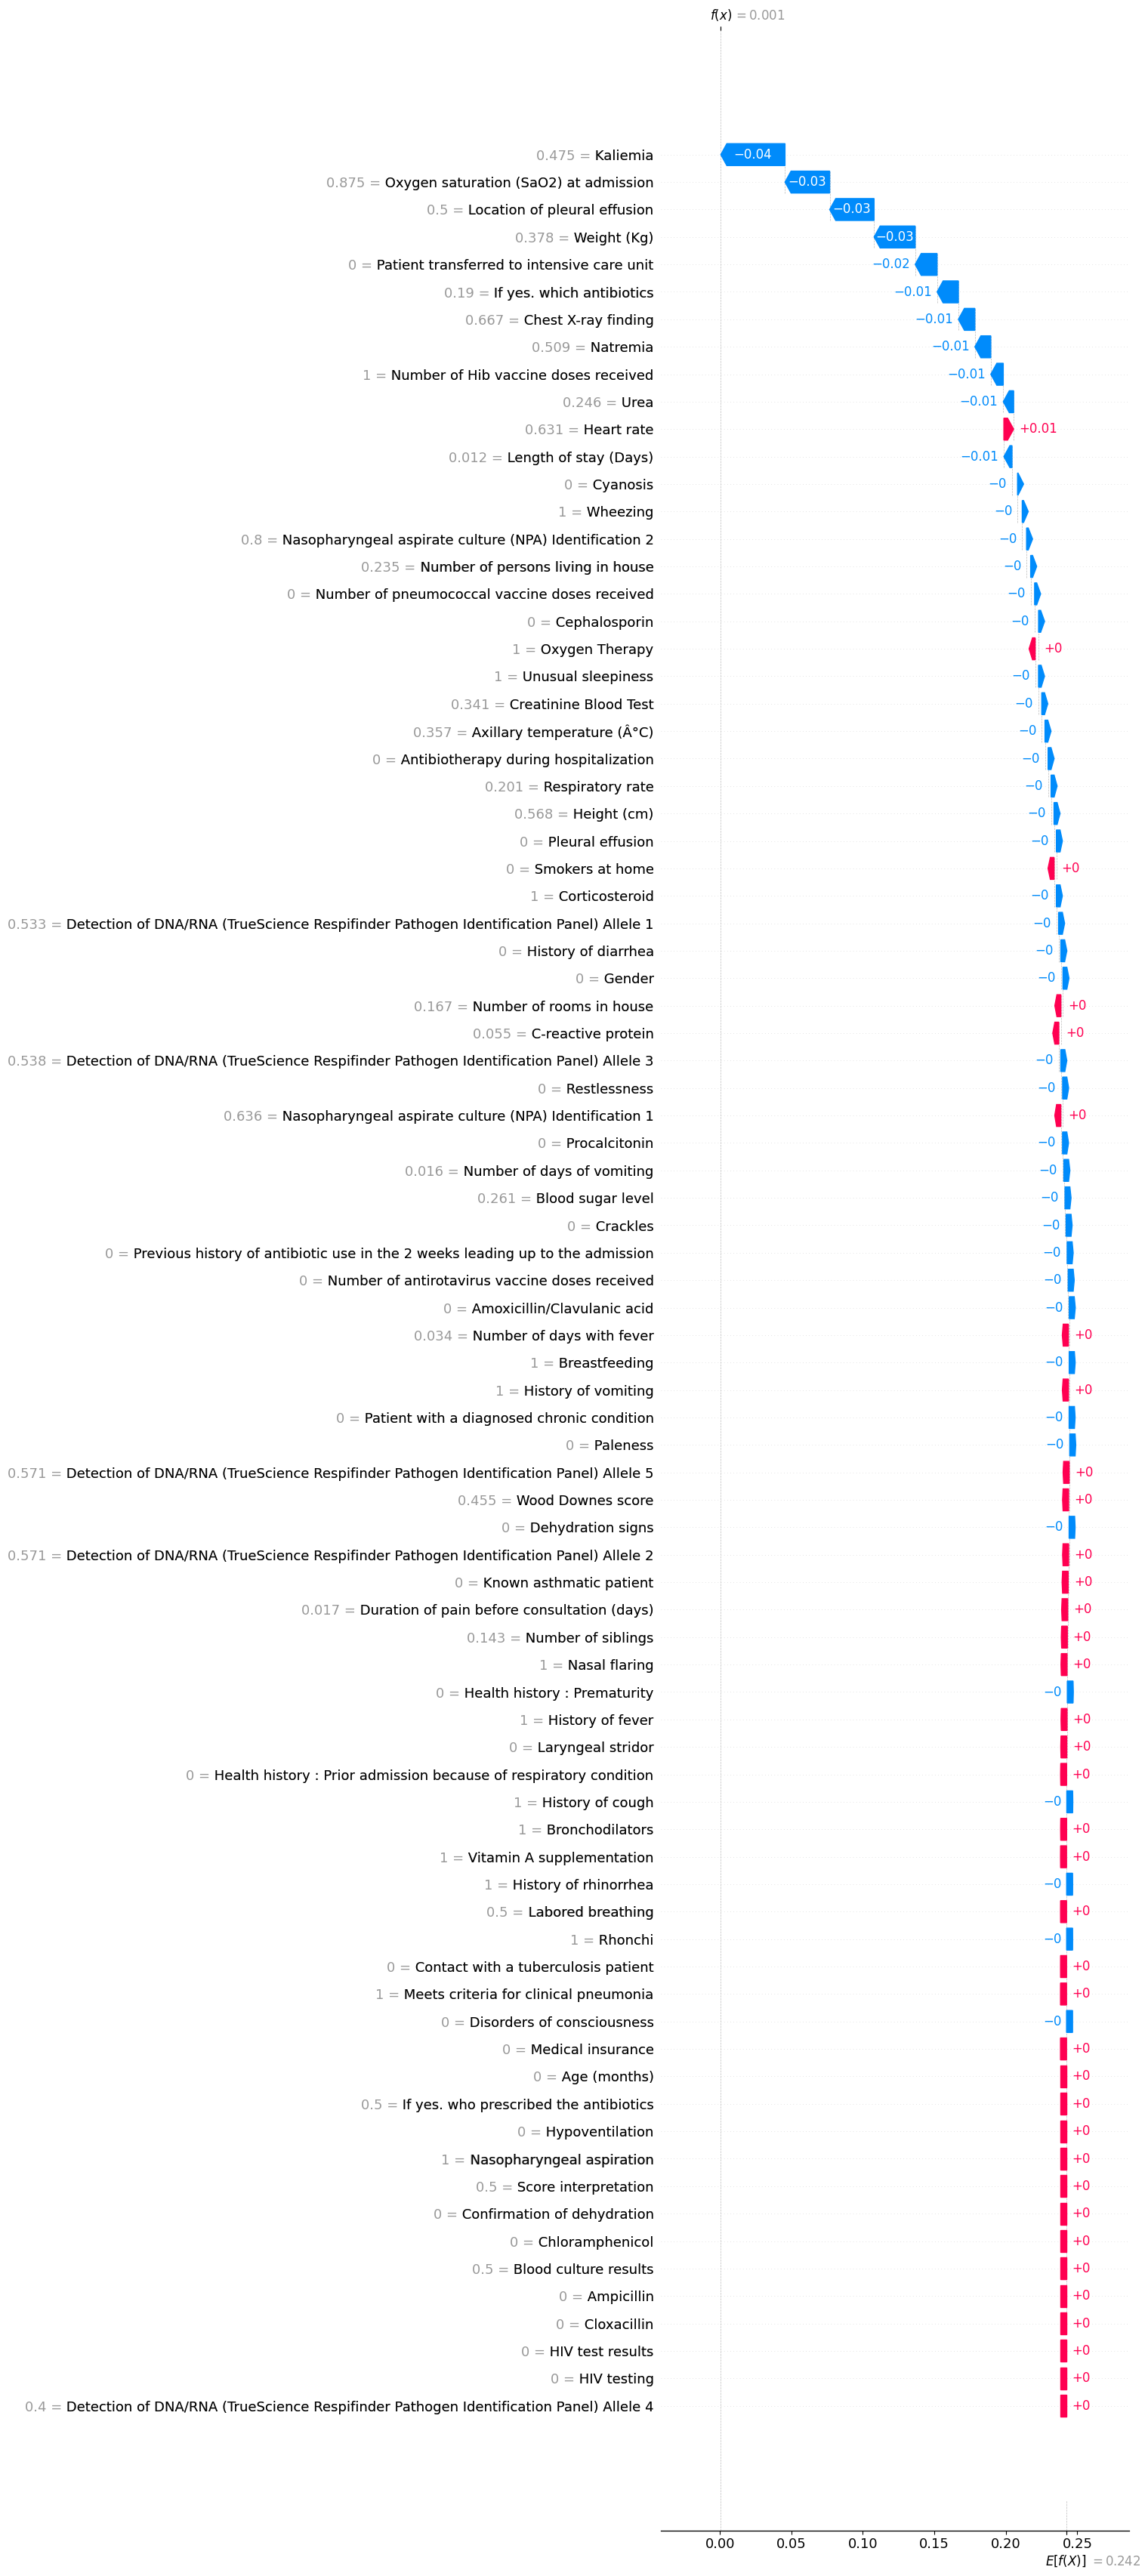 f(x) = 0.001
0.475 = Kaliemia −0.04
0.875 = Oxygen saturation (SaO2) at admission −0.03
0.5 = Location of pleural effusion −0.03
0.378 = Weight (Kg) −0.03
0 = Patient transferred to intensive care unit −0.02
0.19 = If yes. which antibiotics −0.01
0.667 = Chest X-ray finding −0.01
0.509 = Natremia −0.01
1 = Number of Hib vaccine doses received −0.01
0.246 = Urea −0.01
0.631 = Heart rate +0.01
0.012 = Length of stay (Days) −0.01
0 = Cyanosis −0
1 = Wheezing −0
0.8 = Nasopharyngeal aspirate culture (NPA) Identification 2 −0
0.235 = Number of persons living in house −0
0 = Number of pneumococcal vaccine doses received −0
0 = Cephalosporin −0
1 = Oxygen Therapy +0
1 = Unusual sleepiness −0
0.341 = Creatinine Blood Test −0
0.357 = Axillary temperature (Â°C) −0
0 = Antibiotherapy during hospitalization −0
0.201 = Respiratory rate −0
0.568 = Height (cm) −0
0 = Pleural effusion −0
0 = Smokers at home +0
1 = Corticosteroid −0
0.533 = Detection of DNA/RNA (TrueScience Respifinder Pathogen Identification Panel) Allele 1 −0
0 = History of diarrhea −0
0 = Gender −0
0.167 = Number of rooms in house +0
0.055 = C-reactive protein +0
0.538 = Detection of DNA/RNA (TrueScience Respifinder Pathogen Identification Panel) Allele 3 −0
0 = Restlessness −0
0.636 = Nasopharyngeal aspirate culture (NPA) Identification 1 +0
0 = Procalcitonin −0
0.016 = Number of days of vomiting −0
0.261 = Blood sugar level −0
0 = Crackles −0
0 = Previous history of antibiotic use in the 2 weeks leading up to the admission −0
0 = Number of antirotavirus vaccine doses received −0
0 = Amoxicillin/Clavulanic acid −0
0.034 = Number of days with fever +0
1 = Breastfeeding −0
1 = History of vomiting +0
0 = Patient with a diagnosed chronic condition −0
0 = Paleness −0
0.571 = Detection of DNA/RNA (TrueScience Respifinder Pathogen Identification Panel) Allele 5 +0
0.455 = Wood Downes score +0
0 = Dehydration signs −0
0.571 = Detection of DNA/RNA (TrueScience Respifinder Pathogen Identification Panel) Allele 2 +0
0 = Known asthmatic patient +0
0.017 = Duration of pain before consultation (days) +0
0.143 = Number of siblings +0
1 = Nasal flaring +0
0 = Health history : Prematurity −0
1 = History of fever +0
0 = Laryngeal stridor +0
0 = Health history : Prior admission because of respiratory condition +0
1 = History of cough −0
1 = Bronchodilators +0
1 = Vitamin A supplementation +0
1 = History of rhinorrhea −0
0.5 = Labored breathing +0
1 = Rhonchi −0
0 = Contact with a tuberculosis patient +0
1 = Meets criteria for clinical pneumonia +0
0 = Disorders of consciousness −0
0 = Medical insurance +0
0 = Age (months) +0
0.5 = If yes. who prescribed the antibiotics +0
0 = Hypoventilation +0
1 = Nasopharyngeal aspiration +0
0.5 = Score interpretation +0
0 = Confirmation of dehydration +0
0 = Chloramphenicol +0
0.5 = Blood culture results +0
0 = Ampicillin +0
0 = Cloxacillin +0
0 = HIV test results +0
0 = HIV testing +0
0.4 = Detection of DNA/RNA (TrueScience Respifinder Pathogen Identification Panel) Allele 4 +0
0.00 0.05 0.10 0.15 0.20 0.25
E[f(X)] = 0.242